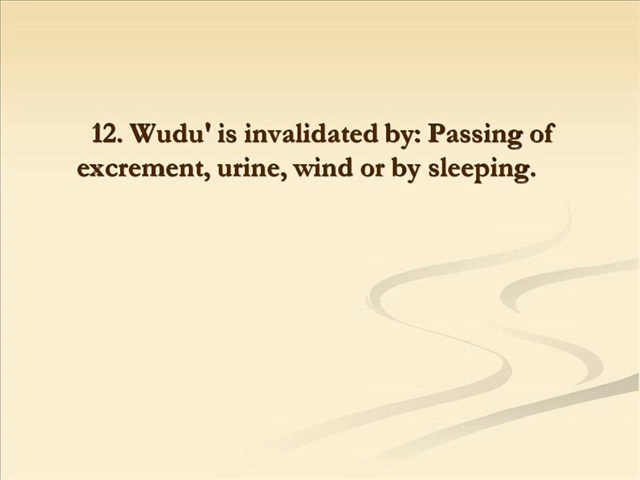 12. Wudu' is invalidated by: Passing of
excrement, urine, wind or by sleeping.